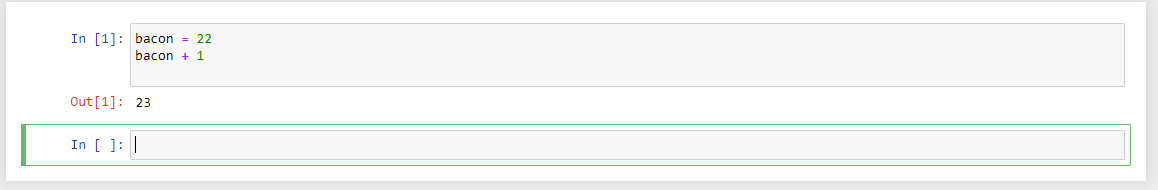 In [1]: bacon = 22
bacon + 1
Out[1]: 23
In [ ]: